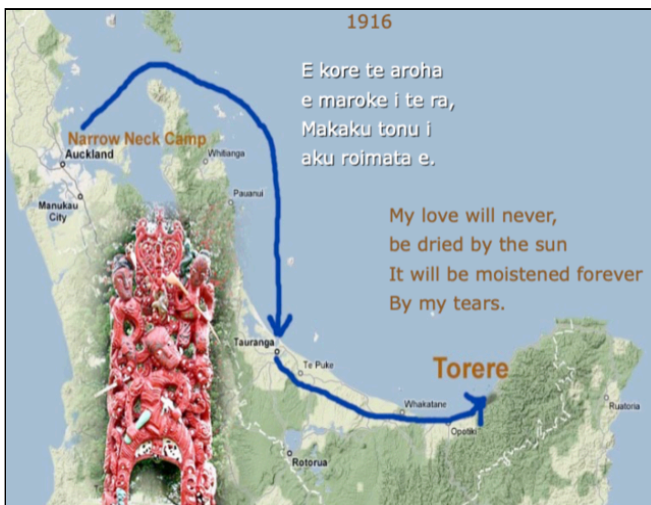 1916
E kore te aroha
e maroke i te ra,
Makaku tonu i
aku roimata e.
Narrow Neck Camp
Auckland
Whitianga
Manukau
City
Pauanui
My love will never,
be dried by the sun
It will be moistened forever
By my tears.
Tauranga
Te Puke
Torere
Whakatane
Opotiki
Ruatoria
Rotorua